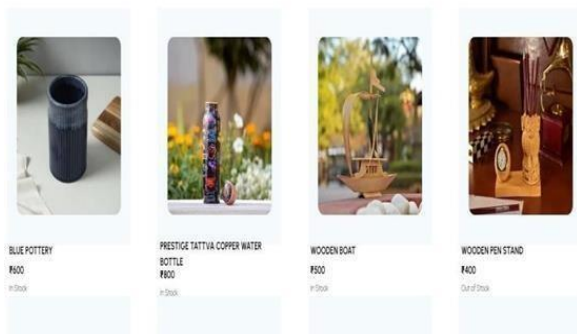 BLUE POTTERY
₹600
In Stock
PRESTIGE TATTVA COPPER WATER
BOTTLE
₹800
In Stock
WOODEN BOAT
₹500
In Stock
WOODEN PEN STAND
₹400
Out of Stock